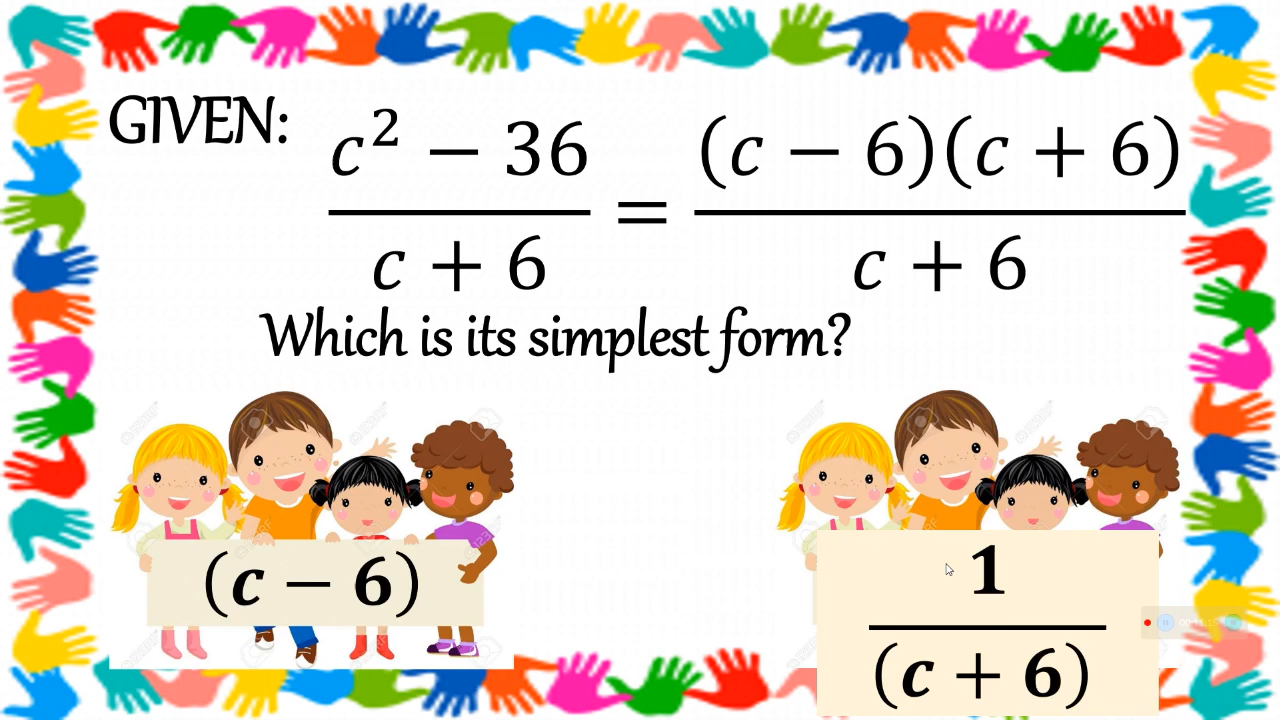 GIVEN:
c² − 36 / c + 6 = (c − 6)(c + 6) / c + 6
Which is its simplest form?
(c − 6)
1 / (c + 6)